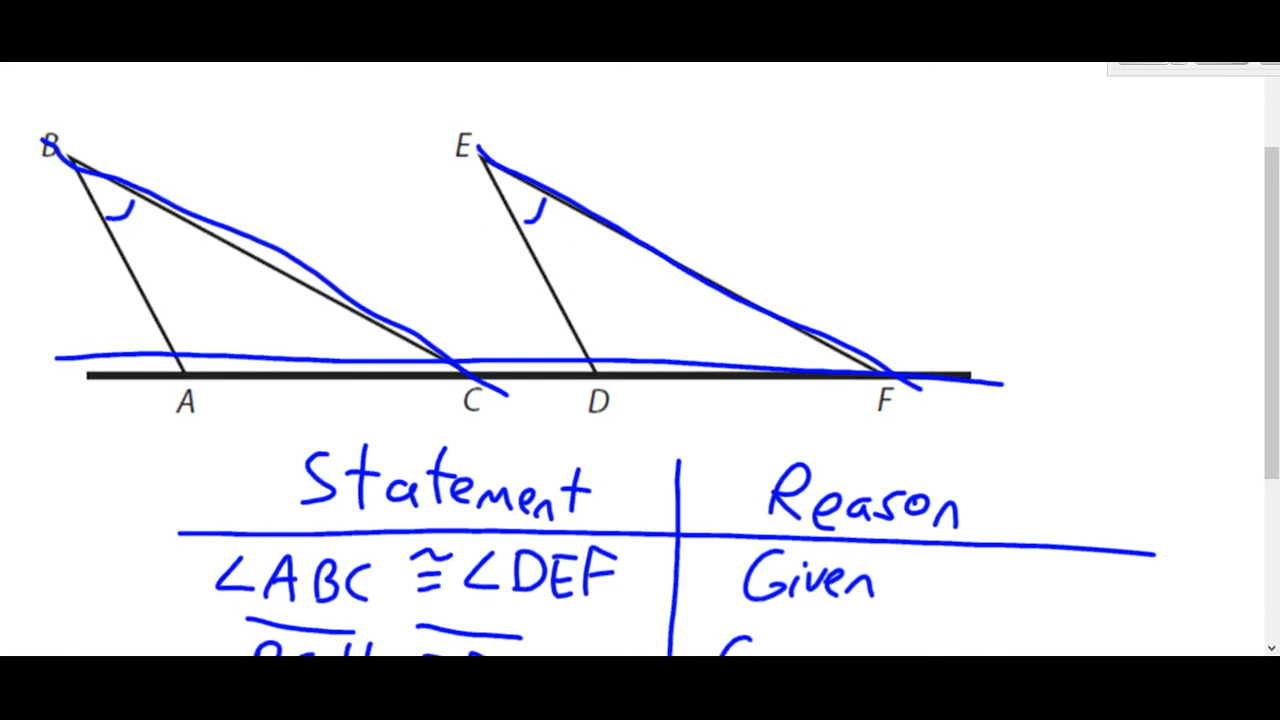 B E
A C D F
Statement Reason
∠ABC ≅ ∠DEF Given